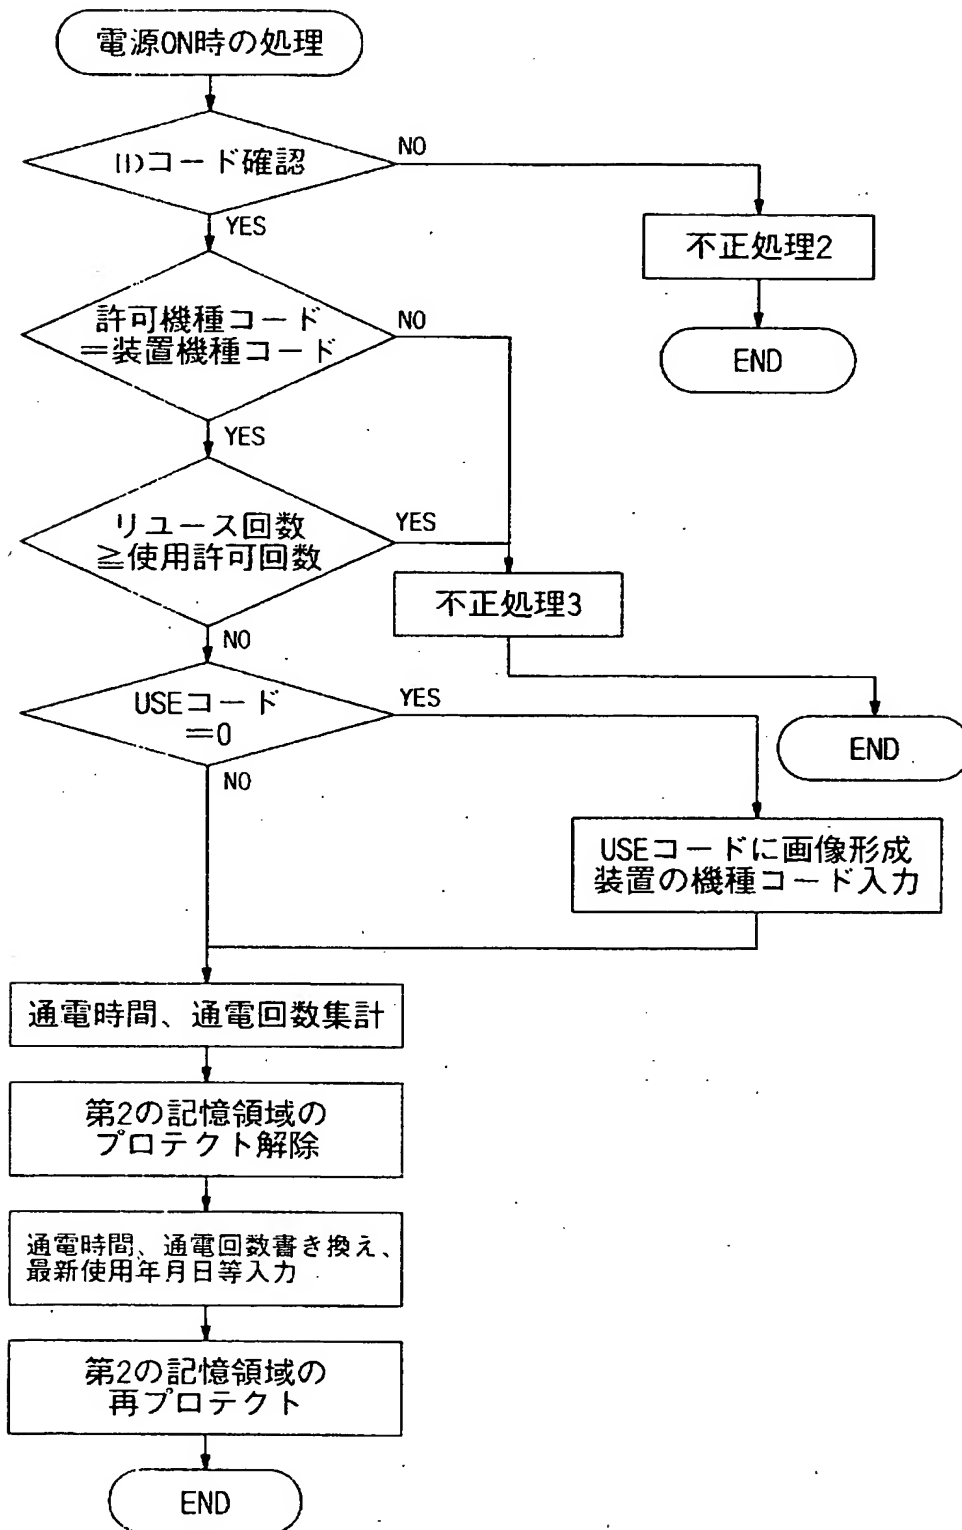 電源ON時の処理
IDコード確認
NO
YES
不正処理2
END
許可機種コード
=装置機種コード
NO
YES
リユース回数
≧使用許可回数
YES
NO
不正処理3
END
USEコード
=0
YES
NO
USEコードに画像形成
装置の機種コード入力
通電時間、通電回数集計
第2の記憶領域の
プロテクト解除
通電時間、通電回数書き換え、
最新使用年月日等入力
第2の記憶領域の
再プロテクト
END